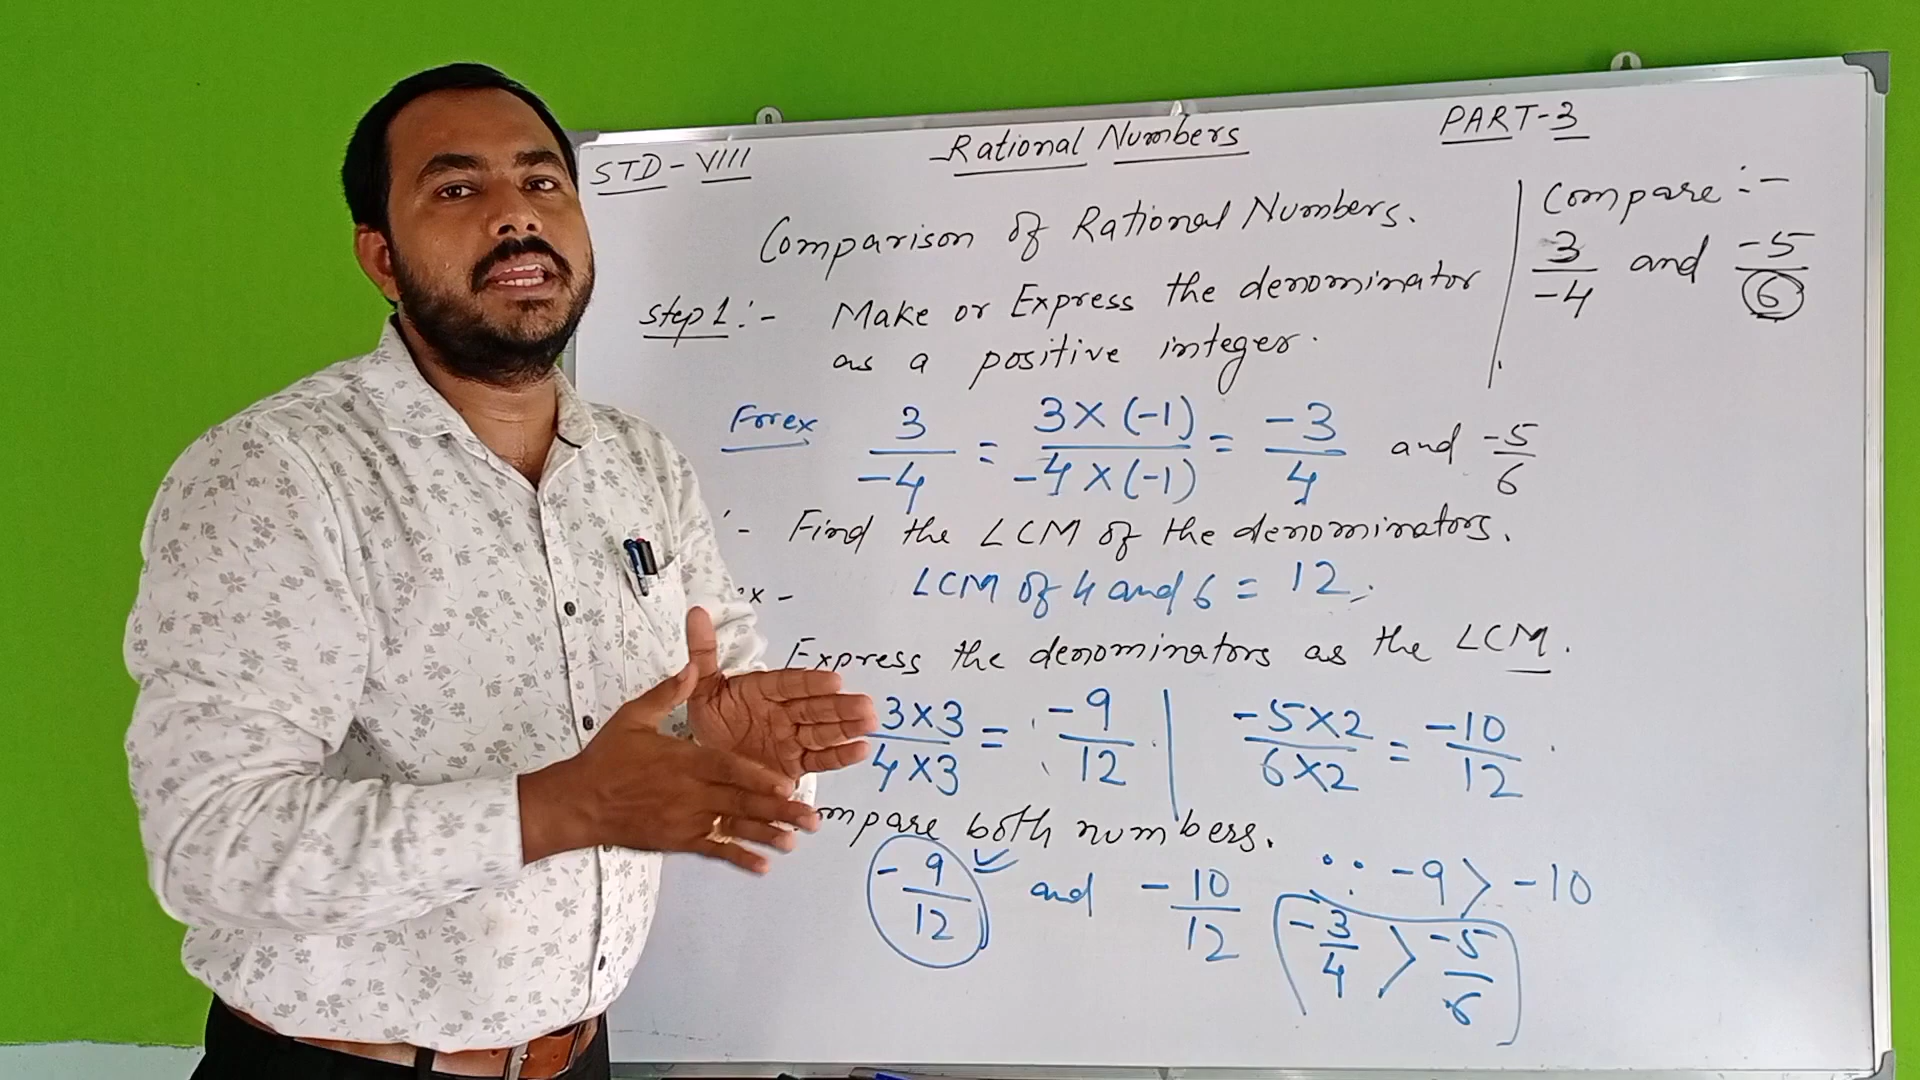 STD-VIII
Rational Numbers
PART-3
Comparison of Rational Numbers.
Compare :-
3/-4 and -5/6
Step 1 :- Make or Express the denominator
as a positive integer.
For ex 3/-4 = 3×(-1)/-4×(-1) = -3/4 and -5/6
:- Find the LCM of the denominators.
ex - LCM of 4 and 6 = 12.
Express the denominators as the LCM.
3×3/4×3 = -9/12 | -5×2/6×2 = -10/12
mpare both numbers.
-9/12 and -10/12 ∵ -9 > -10
-3/4 > -5/6